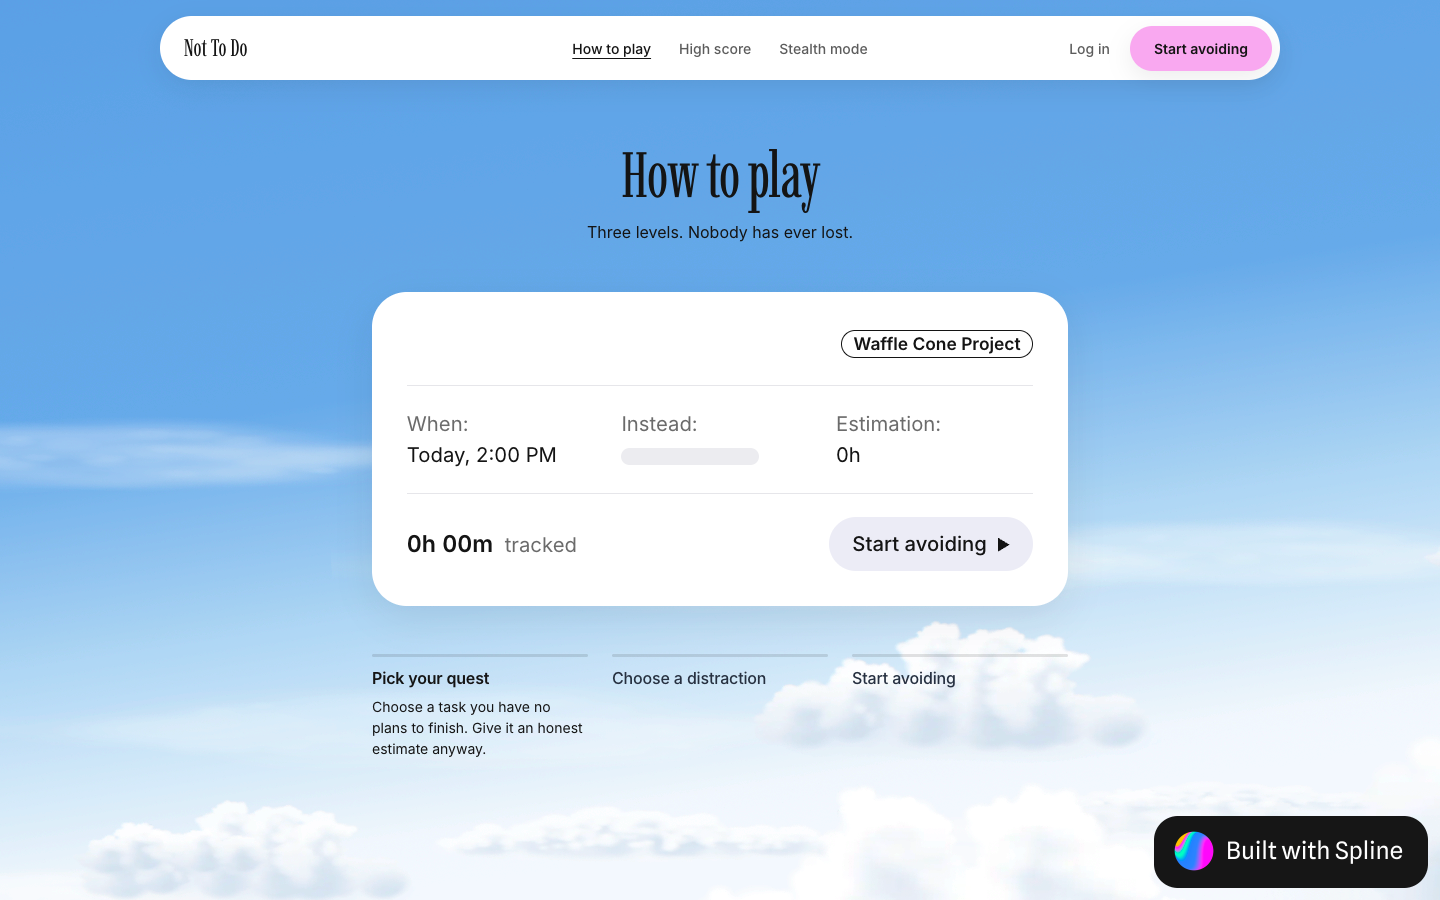 Not To Do
How to play
High score
Stealth mode
Log in
Start avoiding
How to play
Three levels. Nobody has ever lost.
Waffle Cone Project
When:
Instead:
Estimation:
Today, 2:00 PM
0h
0h 00m tracked
Start avoiding
Pick your quest
Choose a task you have no
plans to finish. Give it an honest
estimate anyway.
Choose a distraction
Start avoiding
Built with Spline